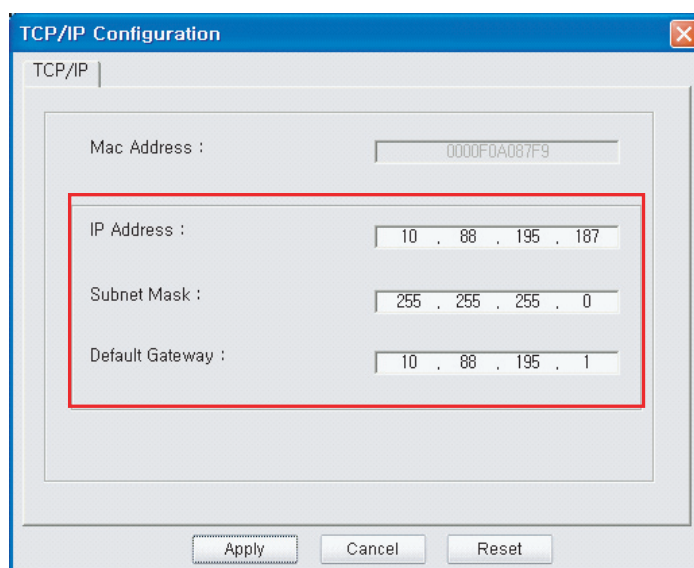 TCP/IP Configuration
TCP/IP
Mac Address : 0000F0A087F9
IP Address : 10 . 88 . 195 . 187
Subnet Mask : 255 . 255 . 255 . 0
Default Gateway : 10 . 88 . 195 . 1
Apply Cancel Reset